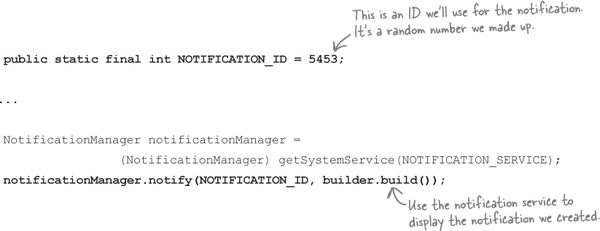 This is an ID we'll use for the notification.
It's a random number we made up.
public static final int NOTIFICATION_ID = 5453;
...
NotificationManager notificationManager =
(NotificationManager) getSystemService(NOTIFICATION_SERVICE);
notificationManager.notify(NOTIFICATION_ID, builder.build());
Use the notification service to
display the notification we created.